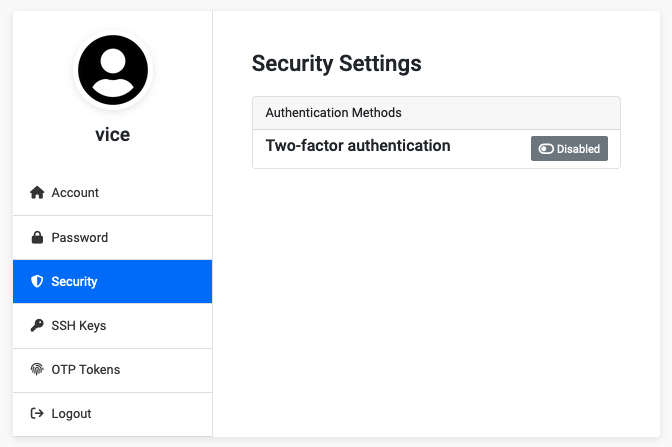 vice
Account
Password
Security
SSH Keys
OTP Tokens
Logout
Security Settings
Authentication Methods
Two-factor authentication
Disabled